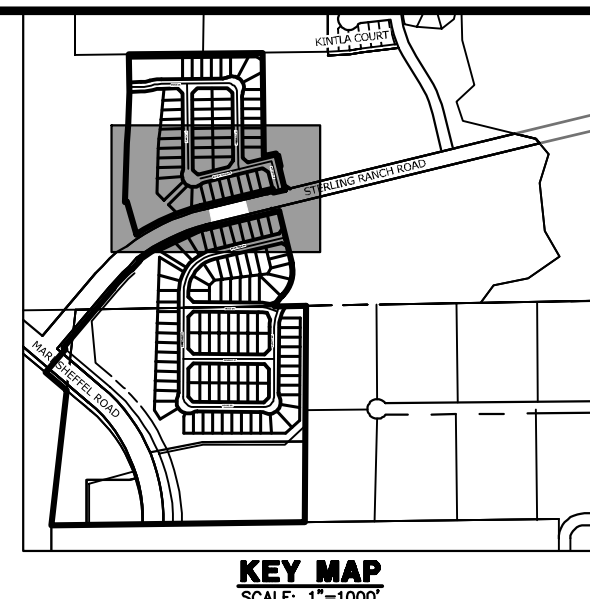 KINTLA COURT
STERLING RANCH ROAD
MARKSHEFFEL ROAD
KEY MAP
SCALE: 1"=1000'